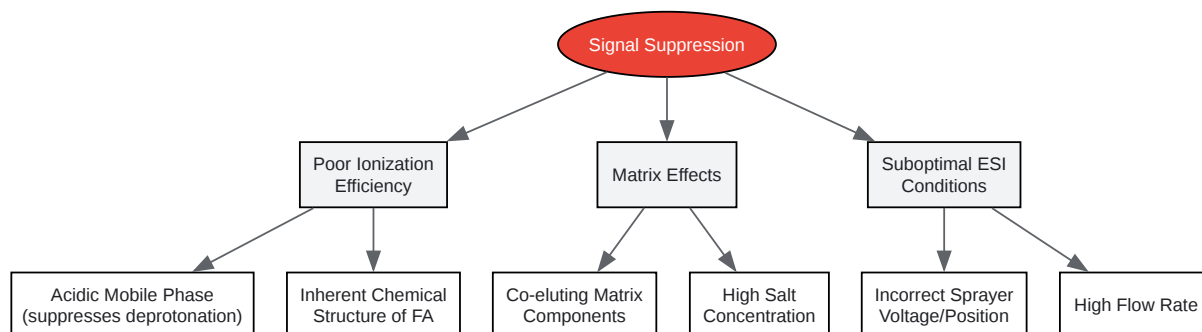 Signal Suppression
Poor Ionization
Efficiency
Matrix Effects
Suboptimal ESI
Conditions
Acidic Mobile Phase
(suppresses deprotonation)
Inherent Chemical
Structure of FA
Co-eluting Matrix
Components
High Salt
Concentration
Incorrect Sprayer
Voltage/Position
High Flow Rate